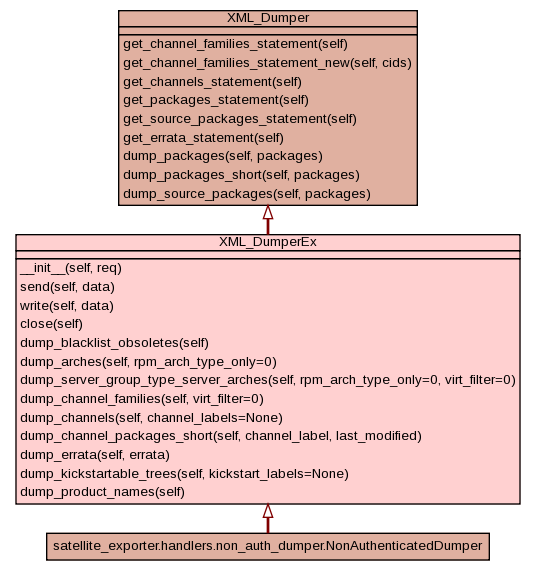 XML_Dumper
get_channel_families_statement(self)
get_channel_families_statement_new(self, cids)
get_channels_statement(self)
get_packages_statement(self)
get_source_packages_statement(self)
get_errata_statement(self)
dump_packages(self, packages)
dump_packages_short(self, packages)
dump_source_packages(self, packages)
XML_DumperEx
__init__(self, req)
send(self, data)
write(self, data)
close(self)
dump_blacklist_obsoletes(self)
dump_arches(self, rpm_arch_type_only=0)
dump_server_group_type_server_arches(self, rpm_arch_type_only=0, virt_filter=0)
dump_channel_families(self, virt_filter=0)
dump_channels(self, channel_labels=None)
dump_channel_packages_short(self, channel_label, last_modified)
dump_errata(self, errata)
dump_kickstartable_trees(self, kickstart_labels=None)
dump_product_names(self)
satellite_exporter.handlers.non_auth_dumper.NonAuthenticatedDumper